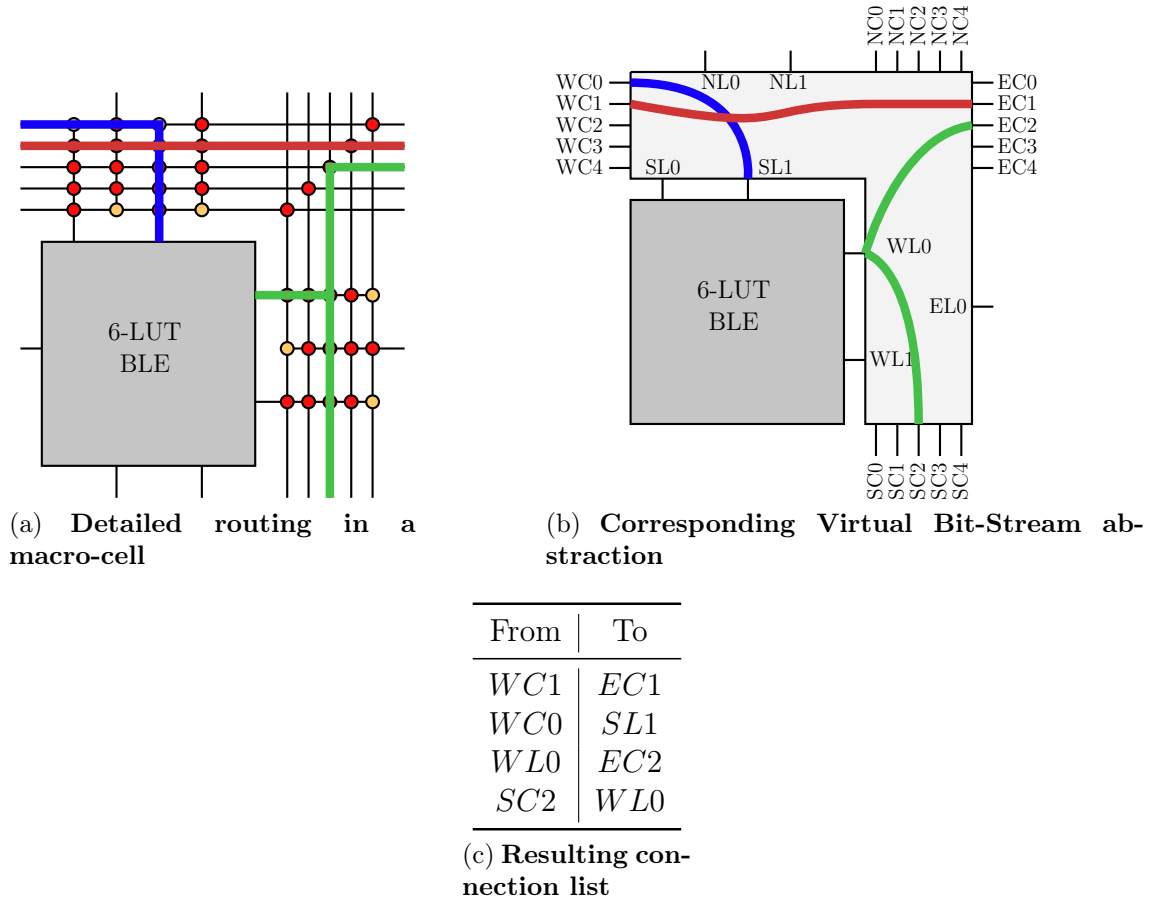 6-LUT
BLE
(a) Detailed routing in a
macro-cell
NC0
NC1
NC2
NC3
NC4
WC0
WC1
WC2
WC3
WC4
NL0
NL1
EC0
EC1
EC2
EC3
EC4
SL0
SL1
6-LUT
BLE
WL0
EL0
WL1
SC0
SC1
SC2
SC3
SC4
(b) Corresponding Virtual Bit-Stream ab-
straction
From To
WC1 EC1
WC0 SL1
WL0 EC2
SC2 WL0
(c) Resulting con-
nection list